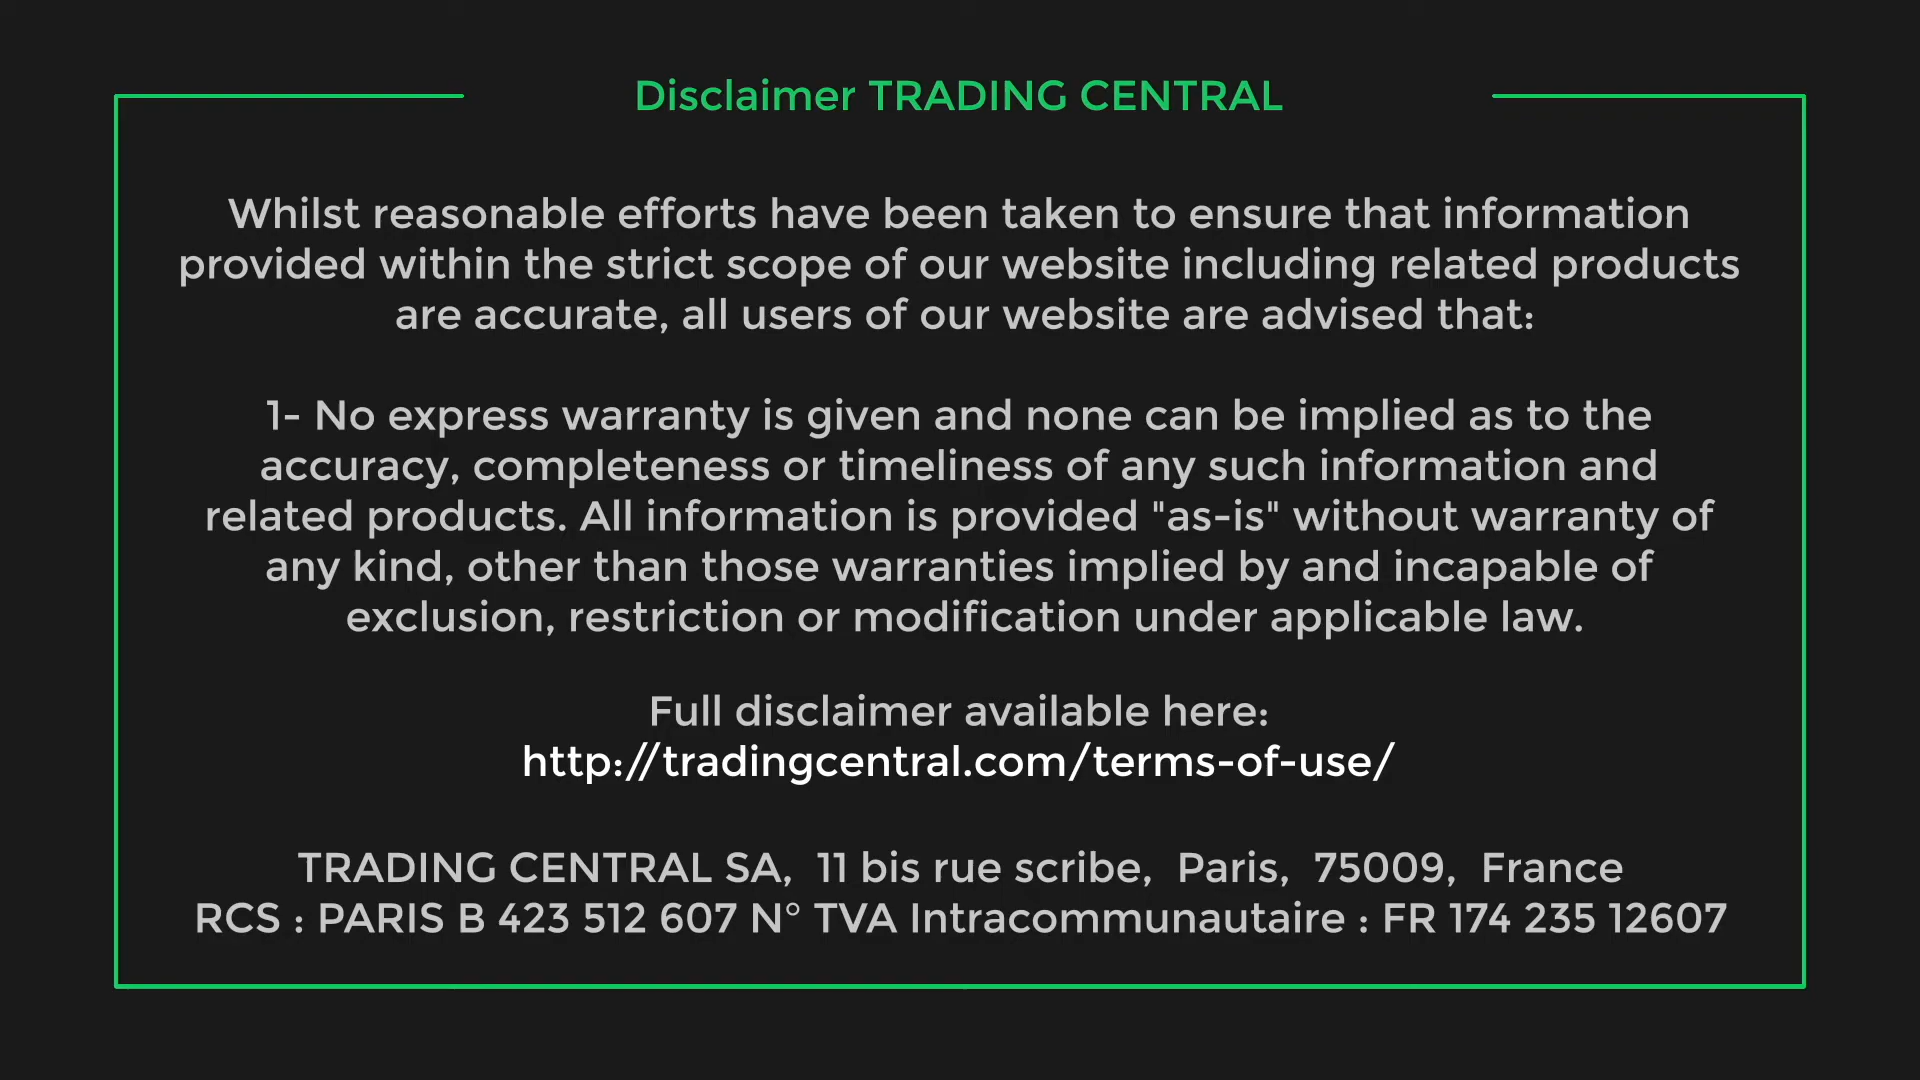 Disclaimer TRADING CENTRAL
Whilst reasonable efforts have been taken to ensure that information
provided within the strict scope of our website including related products
are accurate, all users of our website are advised that:
1- No express warranty is given and none can be implied as to the
accuracy, completeness or timeliness of any such information and
related products. All information is provided "as-is" without warranty of
any kind, other than those warranties implied by and incapable of
exclusion, restriction or modification under applicable law.
Full disclaimer available here:
http://tradingcentral.com/terms-of-use/
TRADING CENTRAL SA, 11 bis rue scribe, Paris, 75009, France
RCS : PARIS B 423 512 607 N° TVA Intracommunautaire : FR 174 235 12607